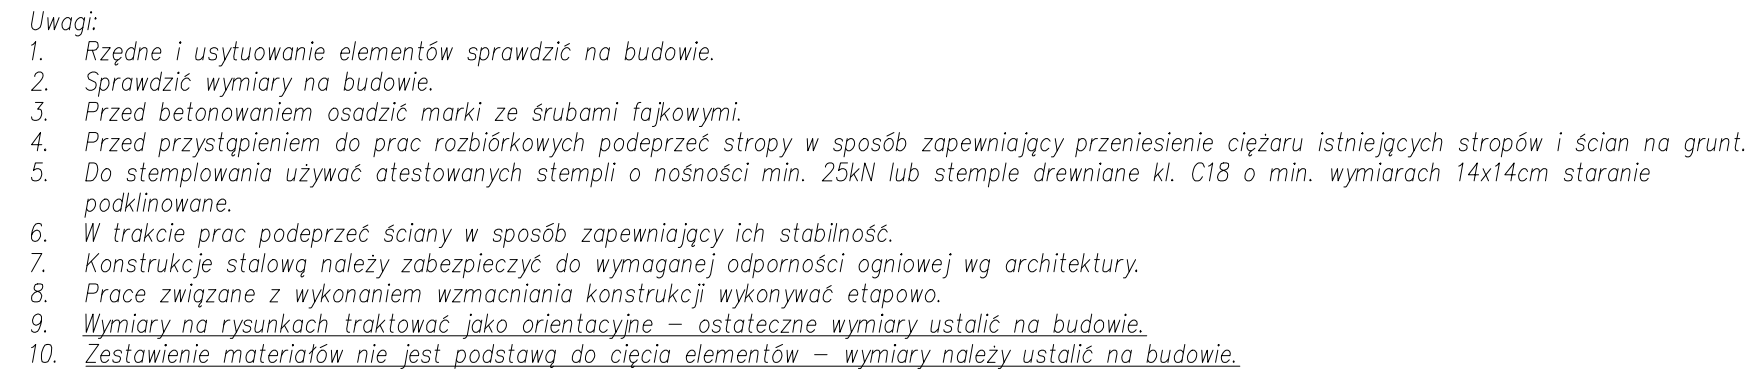 Uwagi:
1. Rzędne i usytuowanie elementów sprawdzić na budowie.
2. Sprawdzić wymiary na budowie.
3. Przed betonowaniem osadzić marki ze śrubami fajkowymi.
4. Przed przystąpieniem do prac rozbiórkowych podeprzeć stropy w sposób zapewniający przeniesienie ciężaru istniejących stropów i ścian na grunt.
5. Do stemplowania używać atestowanych stempli o nośności min. 25kN lub stemple drewniane kl. C18 o min. wymiarach 14x14cm staranie
podklinowane.
6. W trakcie prac podeprzeć ściany w sposób zapewniający ich stabilność.
7. Konstrukcje stalową należy zabezpieczyć do wymaganej odporności ogniowej wg architektury.
8. Prace związane z wykonaniem wzmacniania konstrukcji wykonywać etapowo.
9. Wymiary na rysunkach traktować jako orientacyjne – ostateczne wymiary ustalić na budowie.
10. Zestawienie materiałów nie jest podstawą do cięcia elementów – wymiary należy ustalić na budowie.